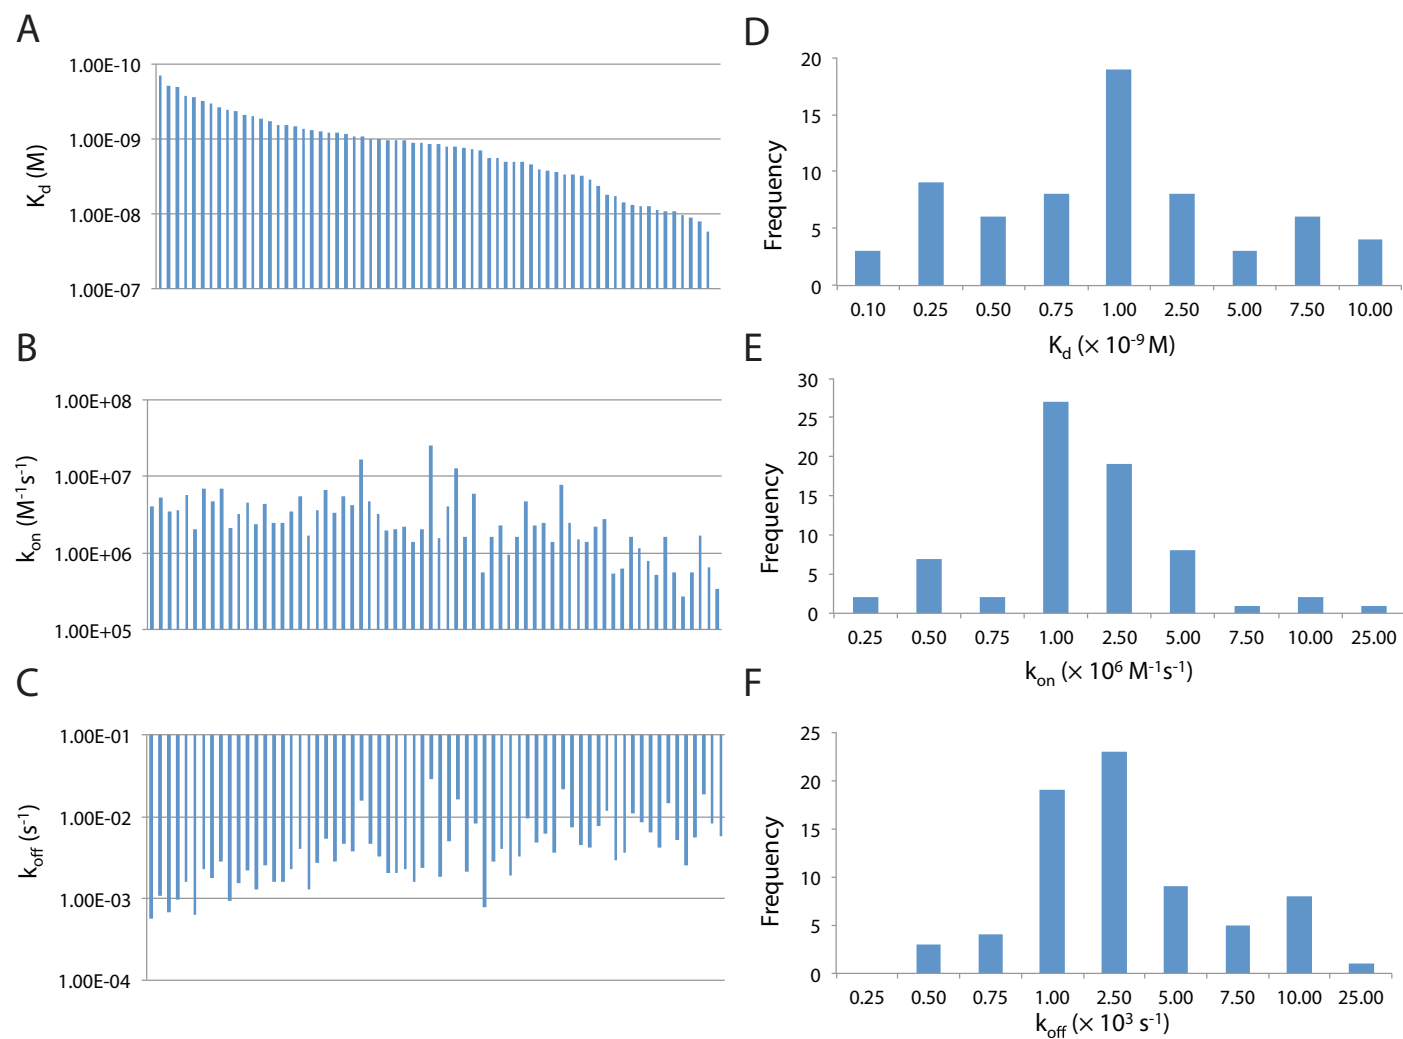 A
1.00E-10
1.00E-09
1.00E-08
1.00E-07
Kd (M)
B
1.00E+08
1.00E+07
1.00E+06
1.00E+05
kon (M-1s-1)
C
1.00E-01
1.00E-02
1.00E-03
1.00E-04
koff (s-1)
D
20
15
10
5
0
Frequency
0.10 0.25 0.50 0.75 1.00 2.50 5.00 7.50 10.00
Kd (× 10-9 M)
E
30
25
20
15
10
5
0
Frequency
0.25 0.50 0.75 1.00 2.50 5.00 7.50 10.00 25.00
kon (× 106 M-1s-1)
F
25
20
15
10
5
0
Frequency
0.25 0.50 0.75 1.00 2.50 5.00 7.50 10.00 25.00
koff (× 103 s-1)